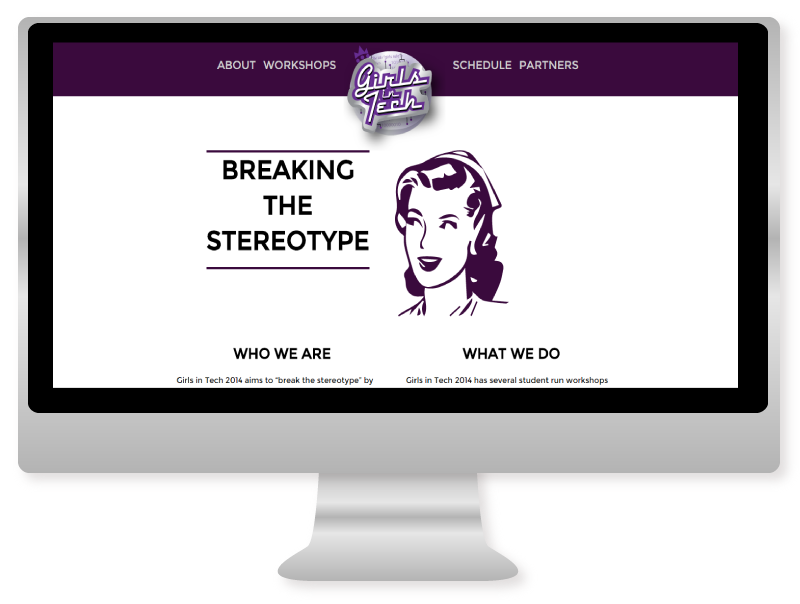 ABOUT WORKSHOPS
Girls
in
Tech
SCHEDULE PARTNERS
BREAKING
THE
STEREOTYPE
WHO WE ARE
Girls in Tech 2014 aims to "break the stereotype" by
WHAT WE DO
Girls in Tech 2014 has several student run workshops